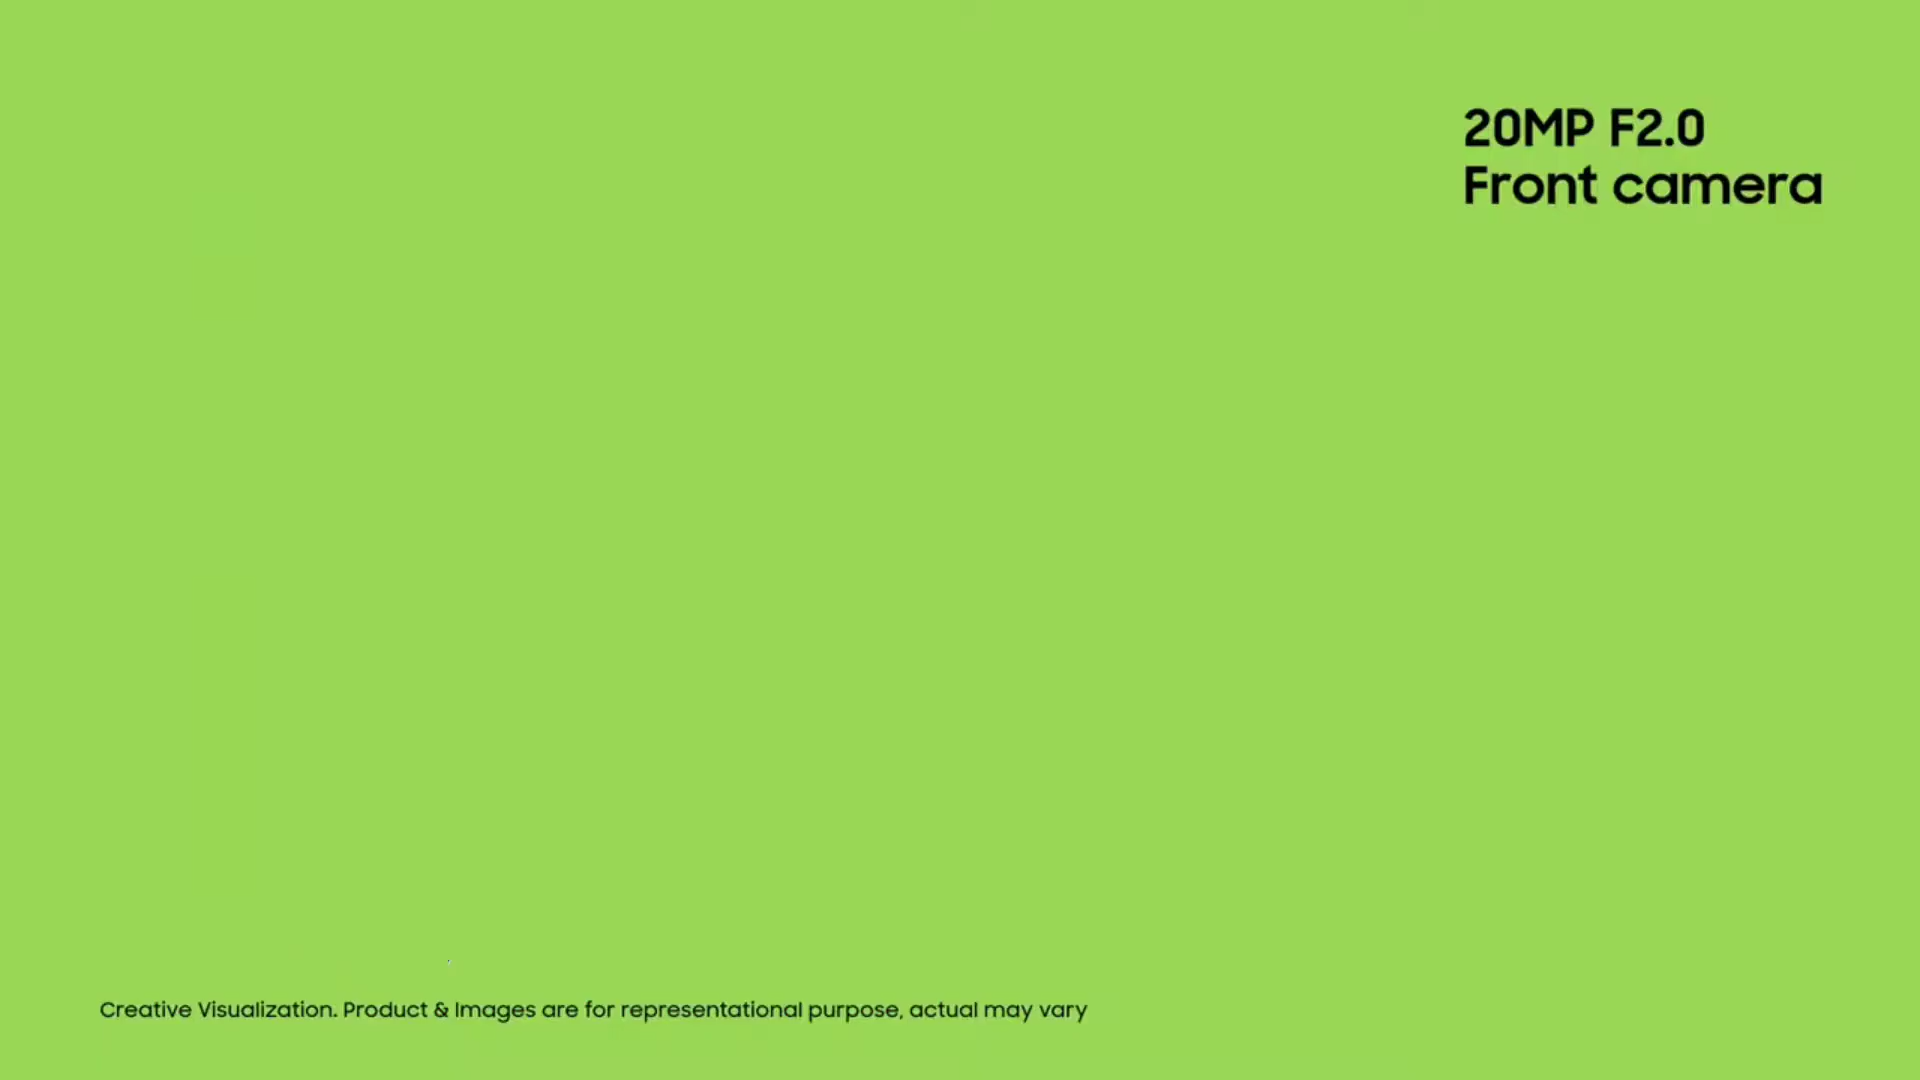 20MP F2.0
Front camera
Creative Visualization. Product & Images are for representational purpose, actual may vary